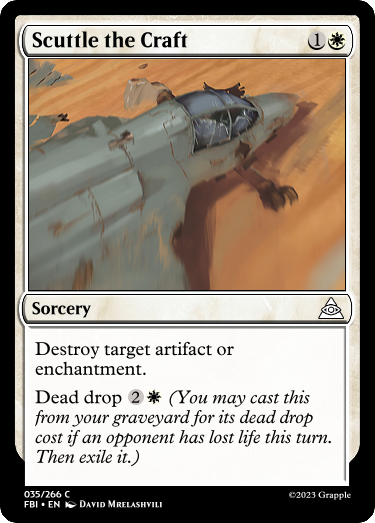 Scuttle the Craft 1
Sorcery
Destroy target artifact or
enchantment.
Dead drop 2 (You may cast this
from your graveyard for its dead drop
cost if an opponent has lost life this turn.
Then exile it.)
035/266 C
FBI • EN David Mrelashvili
©2023 Grapple